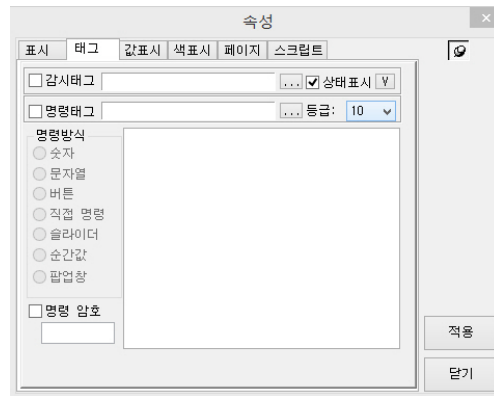 속성
표시 태그 값표시 색표시 페이지 스크립트
감시태그 ... 상태표시 V
명령태그 ... 등급: 10
명령방식
숫자
문자열
버튼
직접 명령
슬라이더
순간값
팝업창
명령 암호
적용
닫기